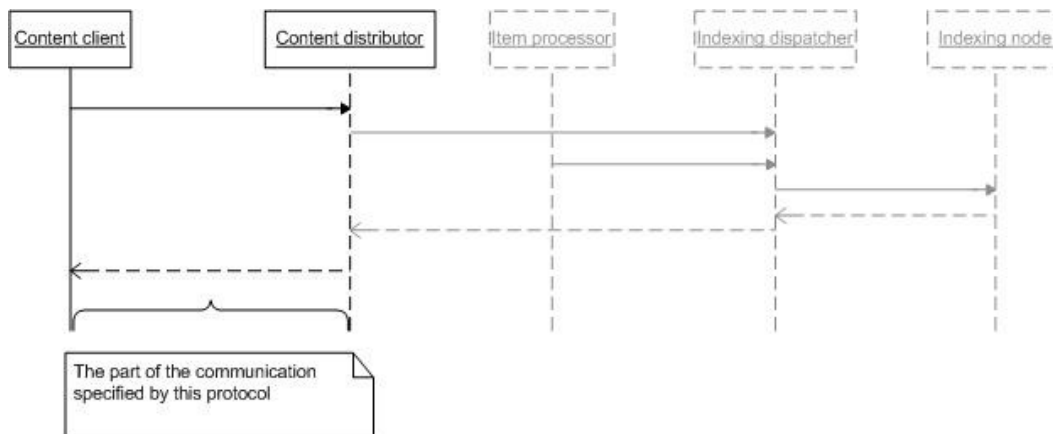 Content client
Content distributor
Item processor
Indexing dispatcher
Indexing node
The part of the communication
specified by this protocol